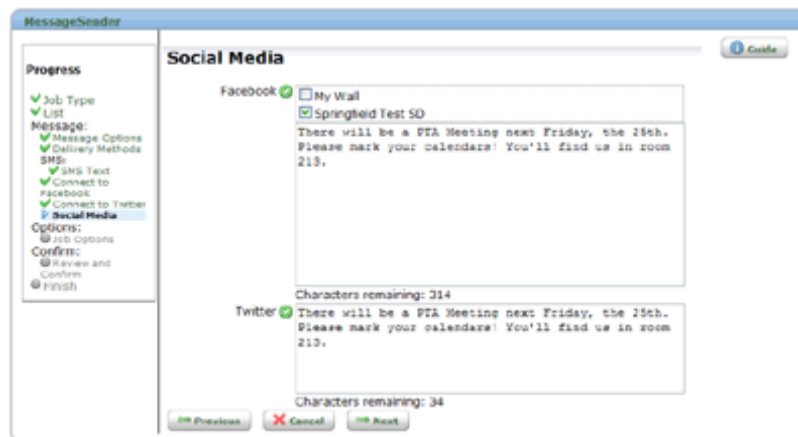 MessageSender
Guide
Progress
Job Type
List
Message:
Message Options
Delivery Methods
SMS:
SMS Text
Connect to
Facebook
Connect to Twitter
Social Media
Options:
Job Options
Confirm:
Review and
Confirm
Finish
Social Media
Facebook
My Wall
Springfield Test SD
There will be a PTA Meeting next Friday, the 25th.
Please mark your calendars! You'll find us in room
213.
Characters remaining: 314
Twitter
There will be a PTA Meeting next Friday, the 25th.
Please mark your calendars! You'll find us in room
213.
Characters remaining: 34
Previous
Cancel
Next